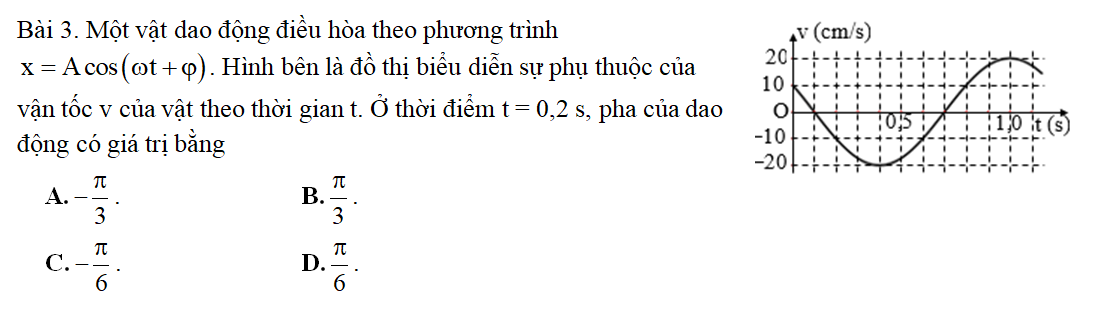 Bài 3. Một vật dao động điều hòa theo phương trình
x = A cos(ωt + φ). Hình bên là đồ thị biểu diễn sự phụ thuộc của
vận tốc v của vật theo thời gian t. Ở thời điểm t = 0,2 s, pha của dao
động có giá trị bằng
A. −π/3 .
B. π/3 .
C. −π/6 .
D. π/6 .
v (cm/s)
20
10
O
0,5
1,0
t (s)
-10
-20